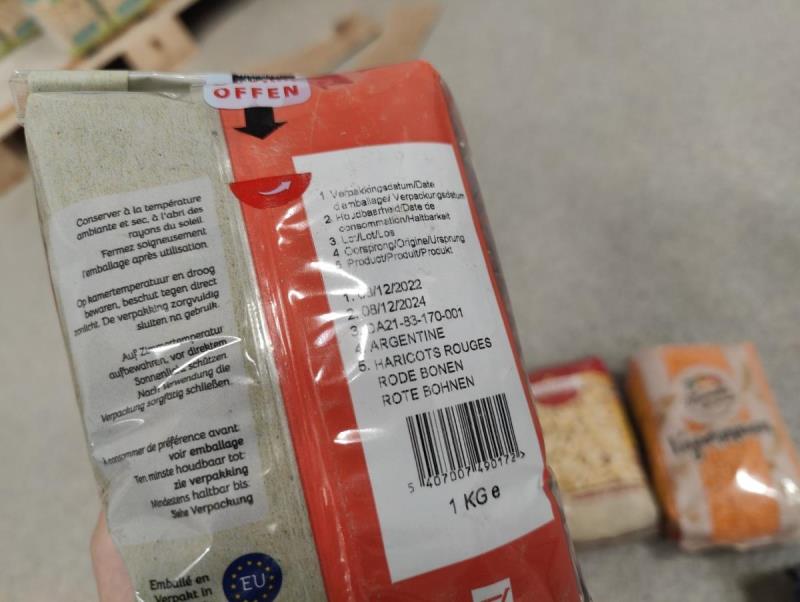 OFFEN
Conserver à la température
ambiante et sec, à l'abri des
rayons du soleil.
Fermez soigneusement
l'emballage après utilisation.
Op kamertemperatuur en droog
bewaren, beschut tegen direct
zonlicht. De verpakking zorgvuldig
sluiten na gebruik.
Auf Zimmertemperatur
aufbewahren, vor direktem
Sonnenlicht schützen.
Nach Verwendung die
Verpackung sorgfältig schließen.
A consommer de préférence avant:
voir emballage
Ten minste houdbaar tot:
zie verpakking
Mindestens haltbar bis:
Siehe Verpackung
Emballé en
Verpakt in
EU
1. Verpakkingsdatum/Date
d'emballage/ Verpackungsdatum
2. Houdbaarheid/Date de
consommation/Haltbarkeit
3. Lot/Lot/Los
4. Oorsprong/Origine/Ursprung
5. Product/Produit/Produkt
1. /12/2022
2. 08/12/2024
3. DA21-83-170-001
4. ARGENTINE
5. HARICOTS ROUGES
RODE BONEN
ROTE BOHNEN
5 407007 490172 >
1 KG e